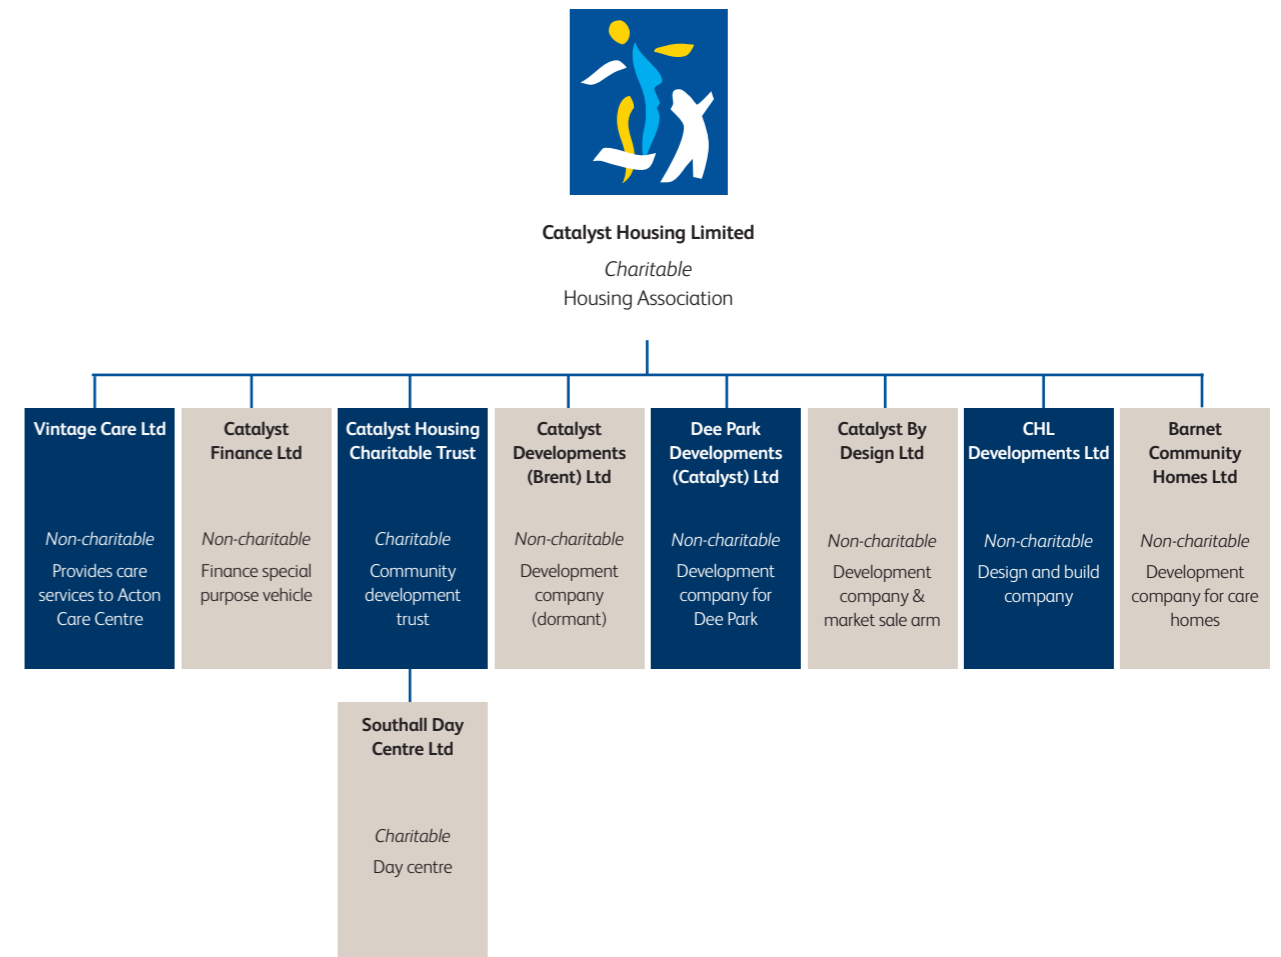 Catalyst Housing Limited
Charitable
Housing Association
Vintage Care Ltd
Non-charitable
Provides care
services to Acton
Care Centre
Catalyst
Finance Ltd
Non-charitable
Finance special
purpose vehicle
Catalyst Housing
Charitable Trust
Charitable
Community
development
trust
Catalyst
Developments
(Brent) Ltd
Non-charitable
Development
company
(dormant)
Dee Park
Developments
(Catalyst) Ltd
Non-charitable
Development
company for
Dee Park
Catalyst By
Design Ltd
Non-charitable
Development
company &
market sale arm
CHL
Developments Ltd
Non-charitable
Design and build
company
Barnet
Community
Homes Ltd
Non-charitable
Development
company for care
homes
Southall Day
Centre Ltd
Charitable
Day centre